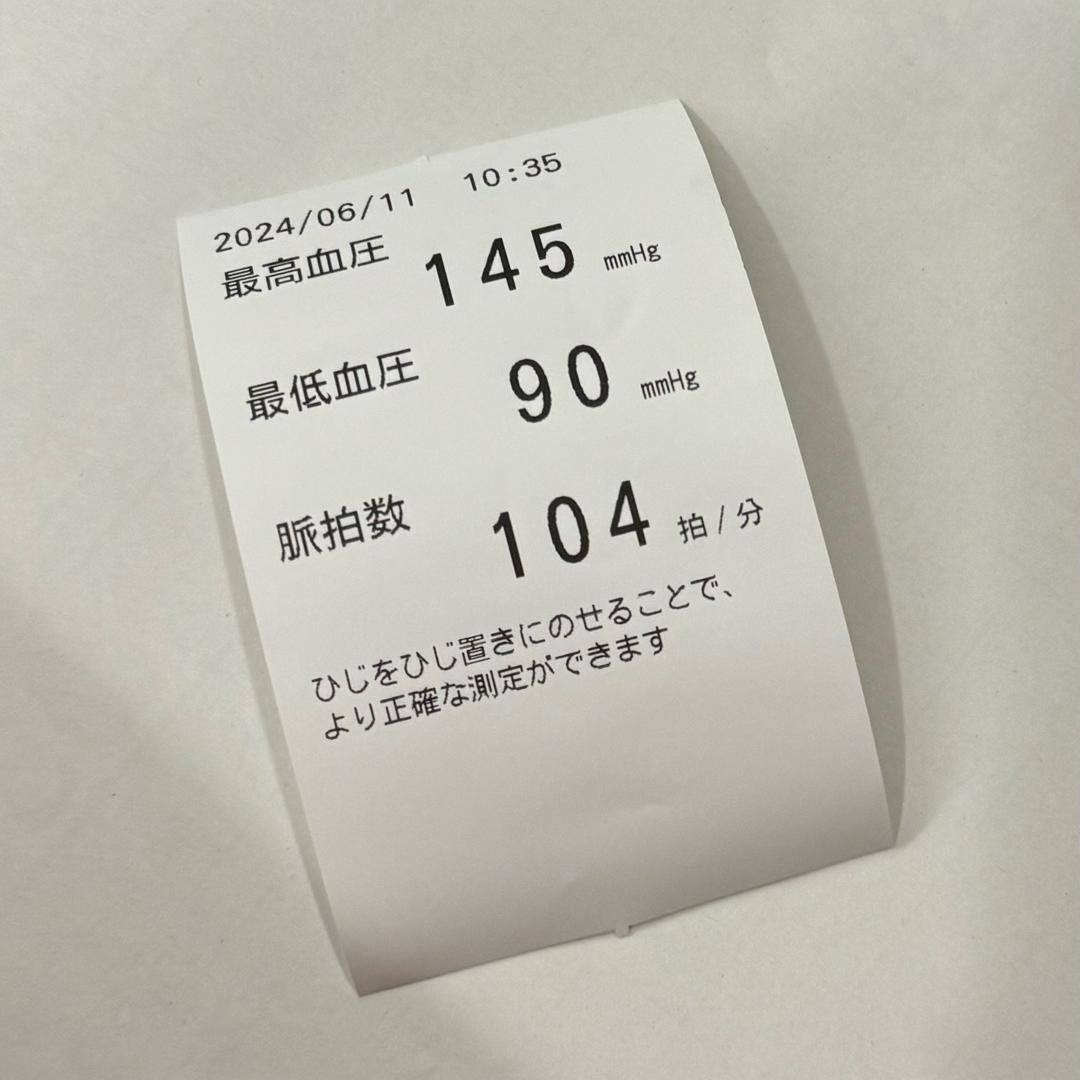 2024/06/11 10:35
最高血圧 145 mmHg
最低血圧 90 mmHg
脈拍数 104 拍/分
ひじをひじ置きにのせることで、
より正確な測定ができます